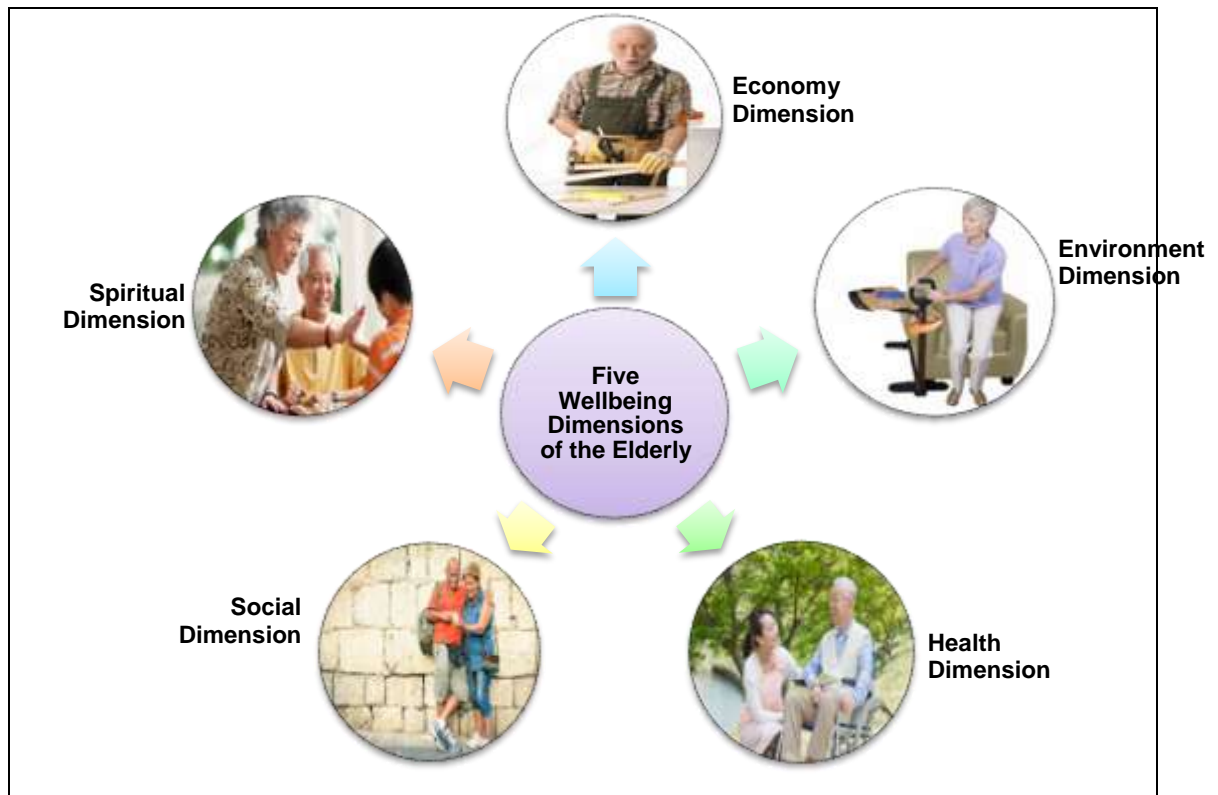 Economy
Dimension
Environment
Dimension
Spiritual
Dimension
Five
Wellbeing
Dimensions
of the Elderly
Social
Dimension
Health
Dimension